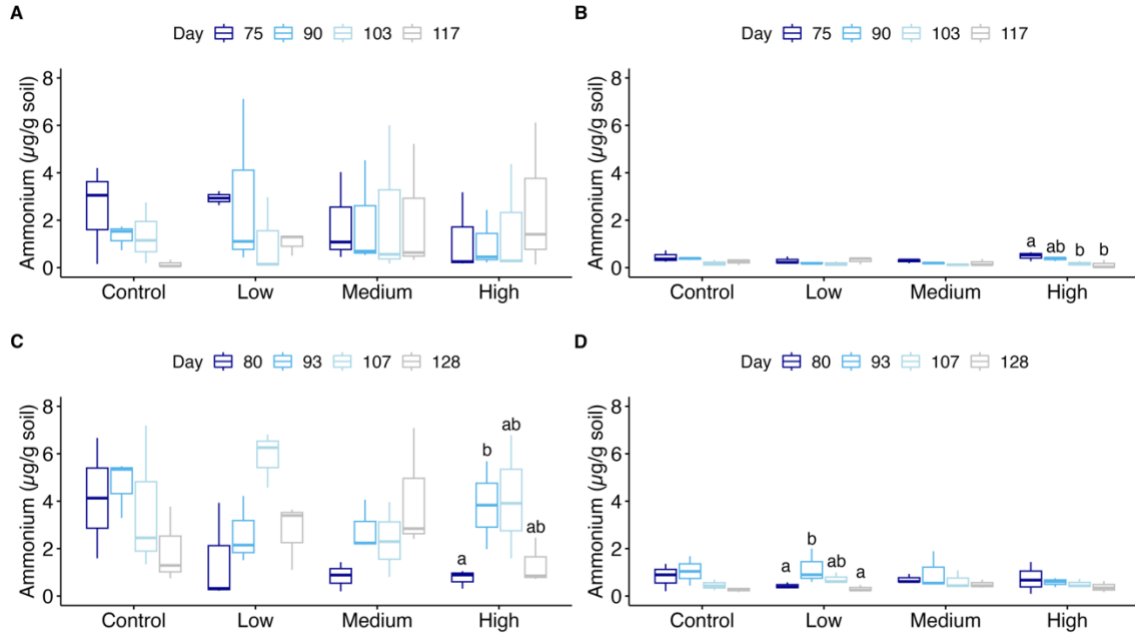 A
Day 75 90 103 117
Ammonium (µg/g soil)
8
6
4
2
0
Control Low Medium High
B
Day 75 90 103 117
Ammonium (µg/g soil)
8
6
4
2
0
a ab b b
Control Low Medium High
C
Day 80 93 107 128
Ammonium (µg/g soil)
8
6
4
2
0
a b ab ab
Control Low Medium High
D
Day 80 93 107 128
Ammonium (µg/g soil)
8
6
4
2
0
a b ab a
Control Low Medium High